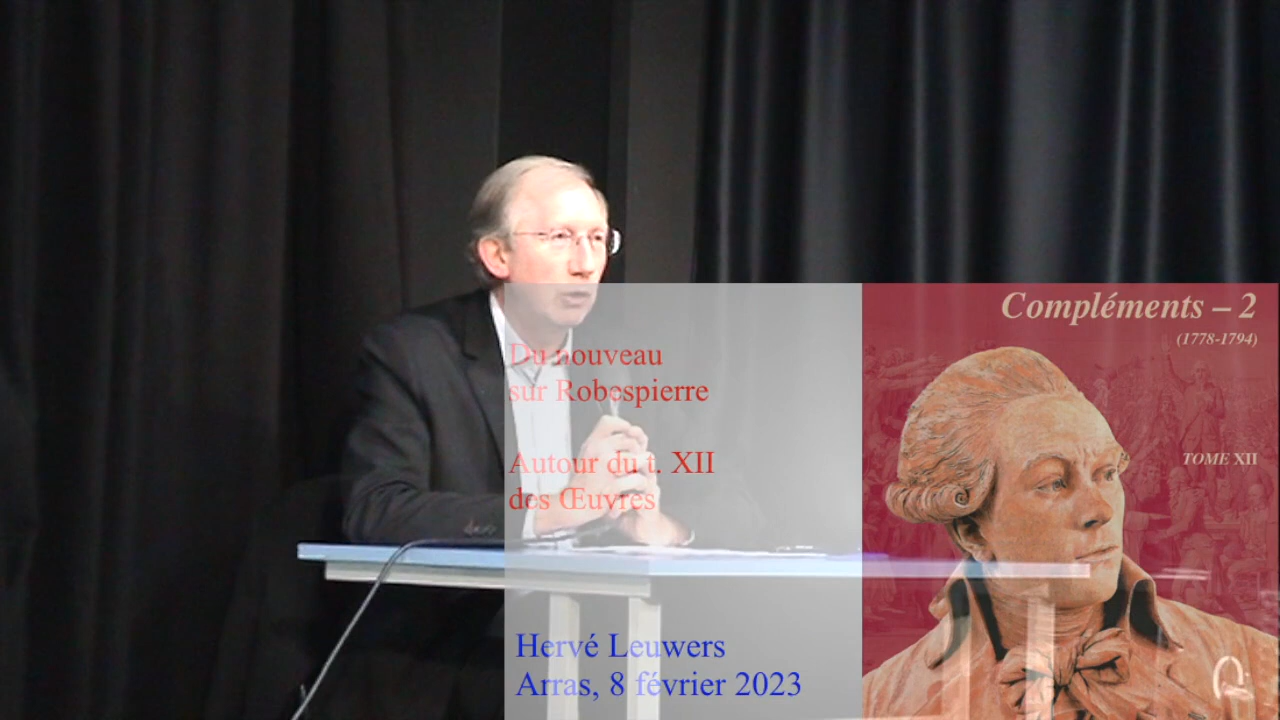 Du nouveau
sur Robespierre
Autour du t. XII
des Œuvres
Hervé Leuwers
Arras, 8 février 2023
Compléments – 2
(1778-1794)
TOME XII